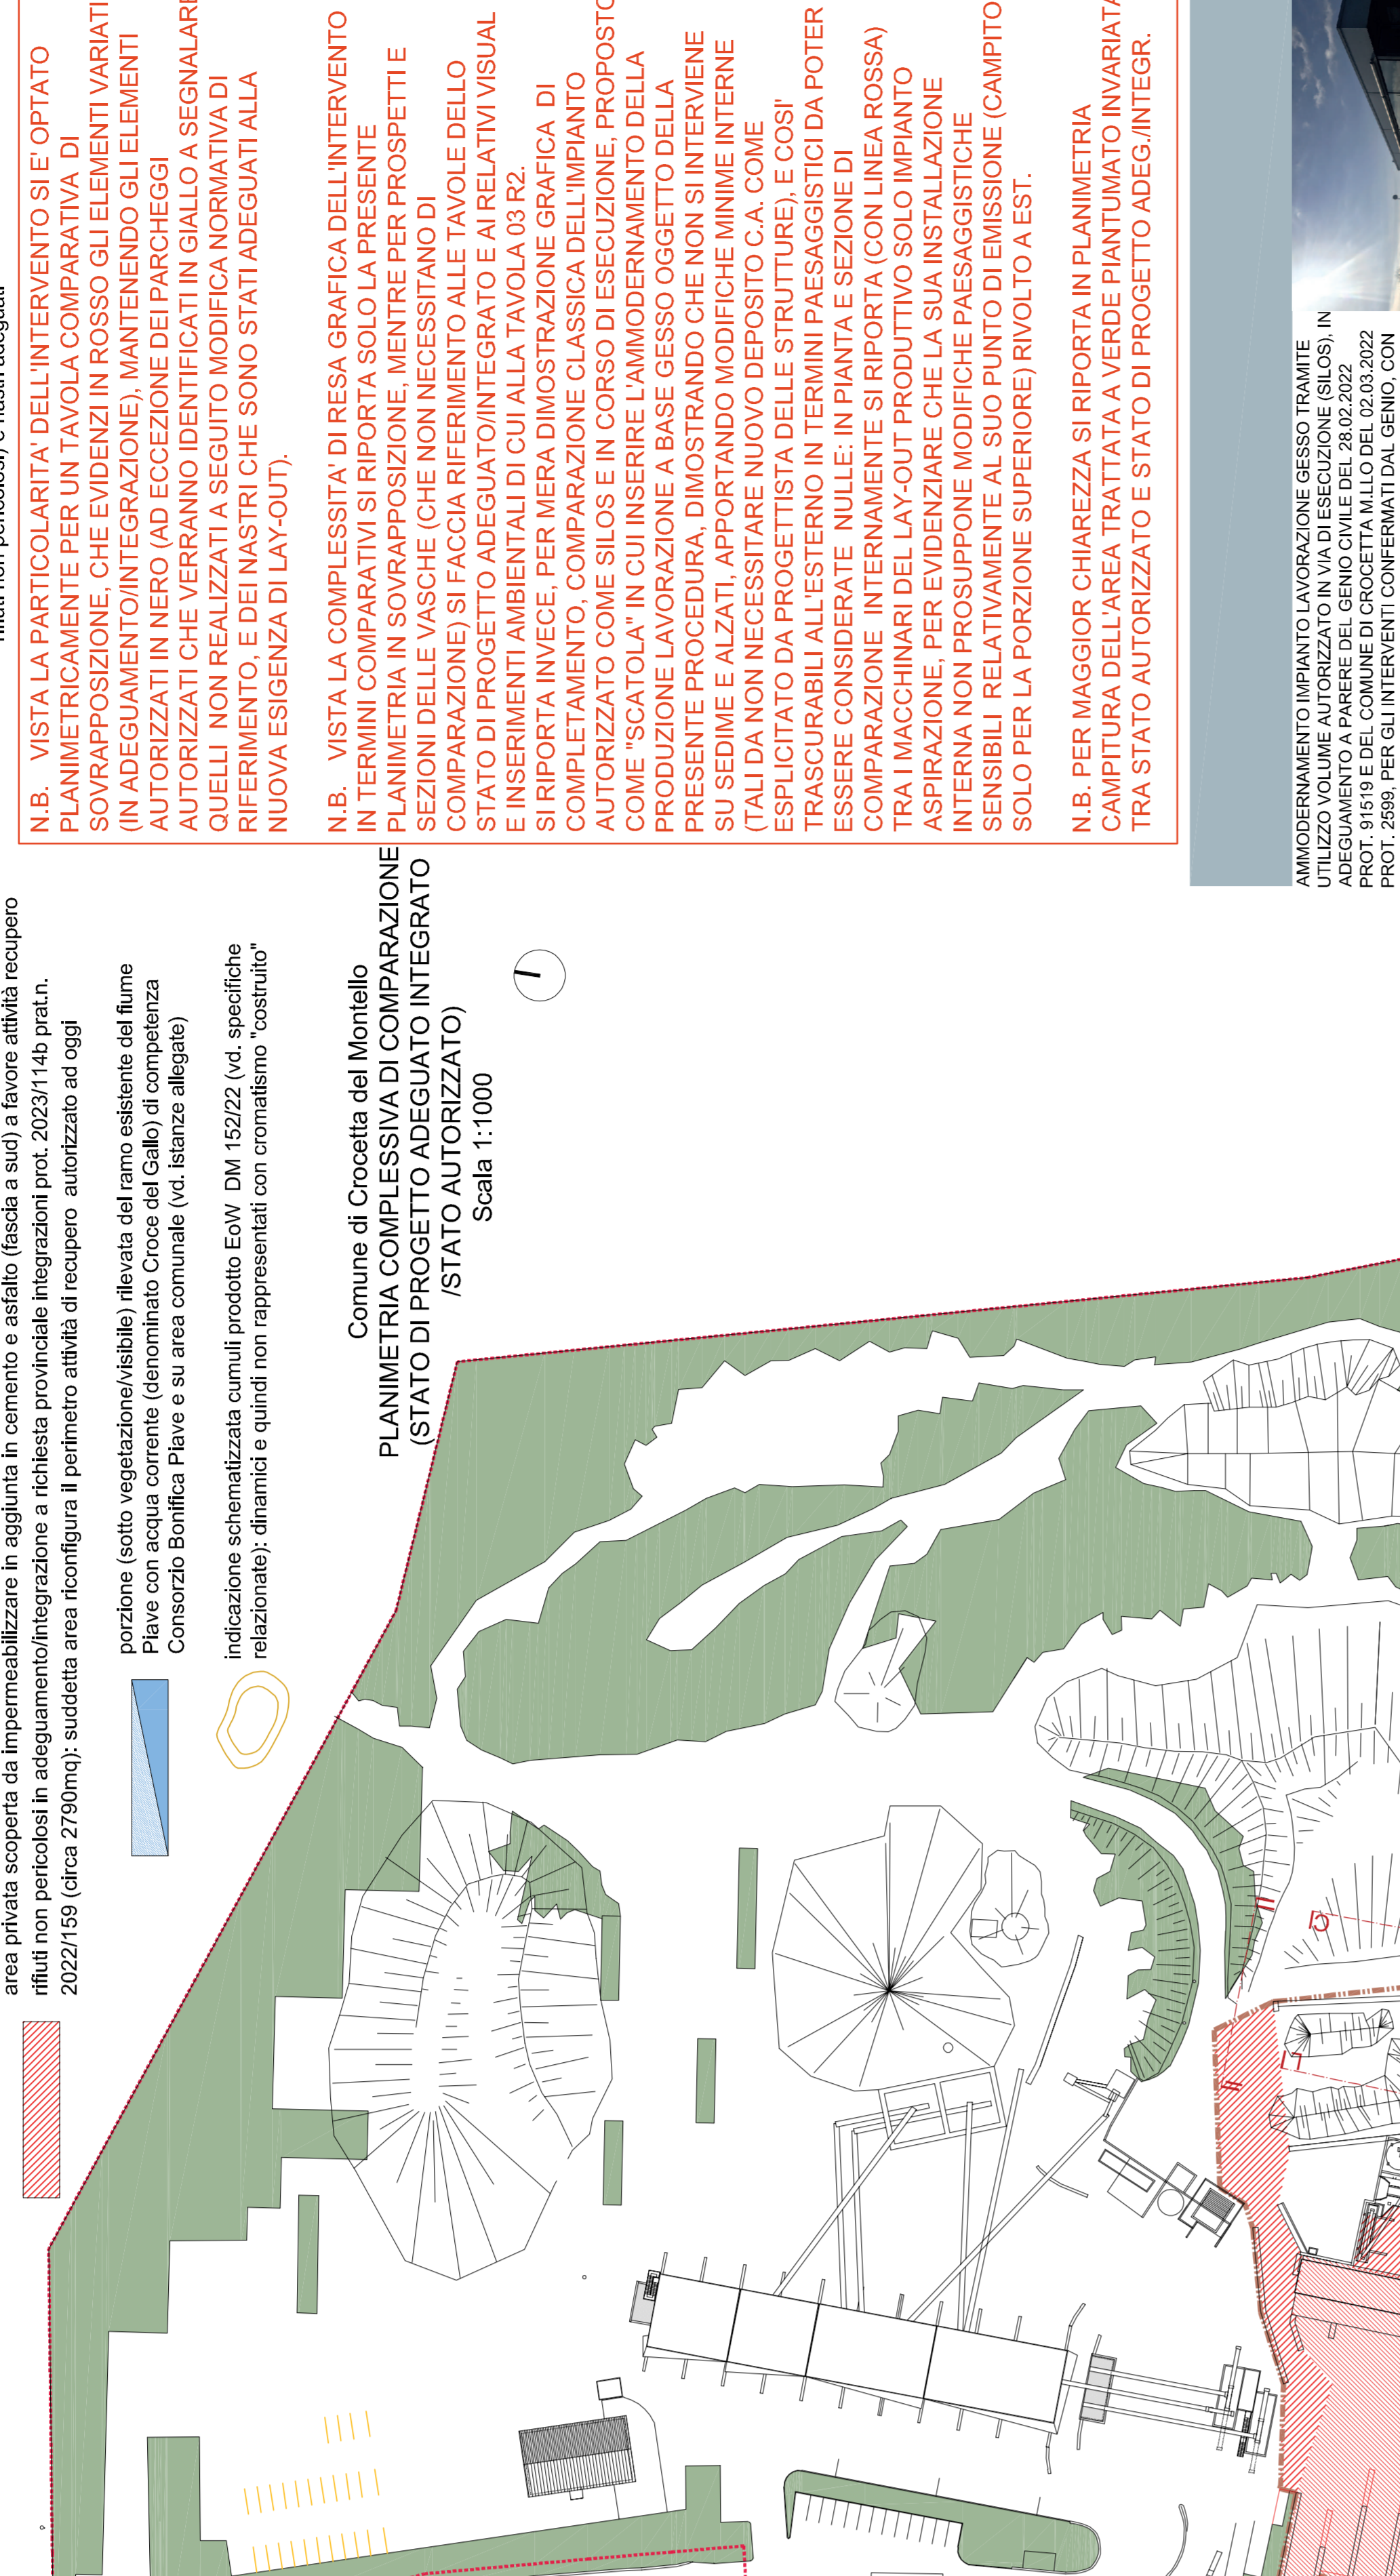 rifiuti non pericolosi) e nastri adeguati
area privata scoperta da impermeabilizzare in aggiunta in cemento e asfalto (fascia a sud) a favore attività recupero
rifiuti non pericolosi in adeguamento/integrazione a richiesta provinciale integrazioni prot. 2023/114b prat.n.
2022/159 (circa 2790mq): suddetta area riconfigura il perimetro attività di recupero autorizzato ad oggi
porzione (sotto vegetazione/visibile) rilevata del ramo esistente del fiume
Piave con acqua corrente (denominato Croce del Gallo) di competenza
Consorzio Bonifica Piave e su area comunale (vd. istanze allegate)
indicazione schematizzata cumuli prodotto EoW DM 152/22 (vd. specifiche
relazionate): dinamici e quindi non rappresentati con cromatismo "costruito"
Comune di Crocetta del Montello
PLANIMETRIA COMPLESSIVA DI COMPARAZIONE
(STATO DI PROGETTO ADEGUATO INTEGRATO
/STATO AUTORIZZATO)
Scala 1:1000
N.B. VISTA LA PARTICOLARITA' DELL'INTERVENTO SI E' OPTATO
PLANIMETRICAMENTE PER UN TAVOLA COMPARATIVA DI
SOVRAPPOSIZIONE, CHE EVIDENZI IN ROSSO GLI ELEMENTI VARIATI
(IN ADEGUAMENTO/INTEGRAZIONE), MANTENENDO GLI ELEMENTI
AUTORIZZATI IN NERO (AD ECCEZIONE DEI PARCHEGGI
AUTORIZZATI CHE VERRANNO IDENTIFICATI IN GIALLO A SEGNALARE
QUELLI NON REALIZZATI A SEGUITO MODIFICA NORMATIVA DI
RIFERIMENTO, E DEI NASTRI CHE SONO STATI ADEGUATI ALLA
NUOVA ESIGENZA DI LAY-OUT).
N.B. VISTA LA COMPLESSITA' DI RESA GRAFICA DELL'INTERVENTO
IN TERMINI COMPARATIVI SI RIPORTA SOLO LA PRESENTE
PLANIMETRIA IN SOVRAPPOSIZIONE, MENTRE PER PROSPETTI E
SEZIONI DELLE VASCHE (CHE NON NECESSITANO DI
COMPARAZIONE) SI FACCIA RIFERIMENTO ALLE TAVOLE DELLO
STATO DI PROGETTO ADEGUATO/INTEGRATO E AI RELATIVI VISUAL
E INSERIMENTI AMBIENTALI DI CUI ALLA TAVOLA 03 R2.
SI RIPORTA INVECE, PER MERA DIMOSTRAZIONE GRAFICA DI
COMPLETAMENTO, COMPARAZIONE CLASSICA DELL'IMPIANTO
AUTORIZZATO COME SILOS E IN CORSO DI ESECUZIONE, PROPOSTO
COME "SCATOLA" IN CUI INSERIRE L'AMMODERNAMENTO DELLA
PRODUZIONE LAVORAZIONE A BASE GESSO OGGETTO DELLA
PRESENTE PROCEDURA, DIMOSTRANDO CHE NON SI INTERVIENE
SU SEDIME E ALZATI, APPORTANDO MODIFICHE MINIME INTERNE
(TALI DA NON NECESSITARE NUOVO DEPOSITO C.A. COME
ESPLICITATO DA PROGETTISTA DELLE STRUTTURE), E COSI'
TRASCURABILI ALL'ESTERNO IN TERMINI PAESAGGISTICI DA POTER
ESSERE CONSIDERATE NULLE: IN PIANTA E SEZIONE DI
COMPARAZIONE INTERNAMENTE SI RIPORTA (CON LINEA ROSSA)
TRA I MACCHINARI DEL LAY-OUT PRODUTTIVO SOLO IMPIANTO
ASPIRAZIONE, PER EVIDENZIARE CHE LA SUA INSTALLAZIONE
INTERNA NON PROSUPPONE MODIFICHE PAESAGGISTICHE
SENSIBILI RELATIVAMENTE AL SUO PUNTO DI EMISSIONE (CAMPITO
SOLO PER LA PORZIONE SUPERIORE) RIVOLTO A EST.
N.B. PER MAGGIOR CHIAREZZA SI RIPORTA IN PLANIMETRIA
CAMPITURA DELL'AREA TRATTATA A VERDE PIANTUMATO INVARIATA
TRA STATO AUTORIZZATO E STATO DI PROGETTO ADEG./INTEGR.
AMMODERNAMENTO IMPIANTO LAVORAZIONE GESSO TRAMITE
UTILIZZO VOLUME AUTORIZZATO IN VIA DI ESECUZIONE (SILOS), IN
ADEGUAMENTO A PARERE DEL GENIO CIVILE DEL 28.02.2022
PROT. 91519 E DEL COMUNE DI CROCETTA M.LLO DEL 02.03.2022
PROT. 2599, PER GLI INTERVENTI CONFERMATI DAL GENIO, CON
G